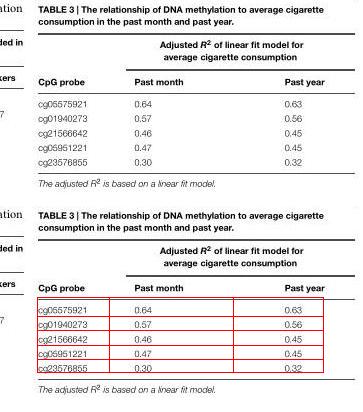 ation
TABLE 3 | The relationship of DNA methylation to average cigarette
consumption in the past month and past year.
ded in
Adjusted R² of linear fit model for
average cigarette consumption
kers
CpG probe Past month Past year
cg05575921 0.64 0.63
7
cg01940273 0.57 0.56
cg21566642 0.46 0.45
cg05951221 0.47 0.45
cg23576855 0.30 0.32
The adjusted R² is based on a linear fit model.
ation
TABLE 3 | The relationship of DNA methylation to average cigarette
consumption in the past month and past year.
ded in
Adjusted R² of linear fit model for
average cigarette consumption
kers
CpG probe Past month Past year
cg05575921 0.64 0.63
7
cg01940273 0.57 0.56
cg21566642 0.46 0.45
cg05951221 0.47 0.45
cg23576855 0.30 0.32
The adjusted R² is based on a linear fit model.